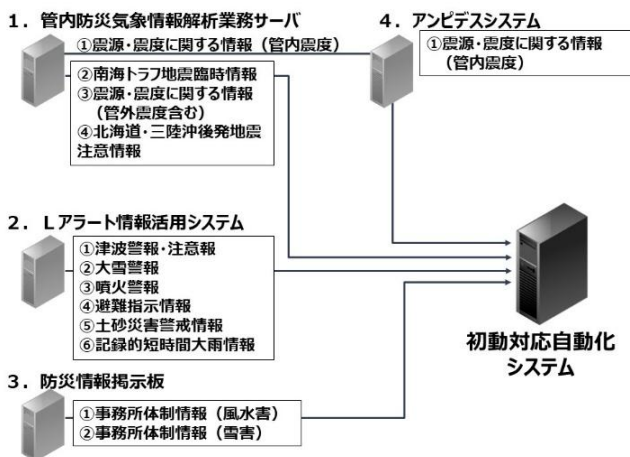 1．管内防災気象情報解析業務サーバ
①震源・震度に関する情報（管内震度）
②南海トラフ地震臨時情報
③震源・震度に関する情報
（管外震度含む）
④北海道・三陸沖後発地震
注意情報
4．アンピデスシステム
①震源・震度に関する情報
（管内震度）
2．Lアラート情報活用システム
①津波警報・注意報
②大雪警報
③噴火警報
④避難指示情報
⑤土砂災害警戒情報
⑥記録的短時間大雨情報
初動対応自動化
システム
3．防災情報掲示板
①事務所体制情報（風水害）
②事務所体制情報（雪害）